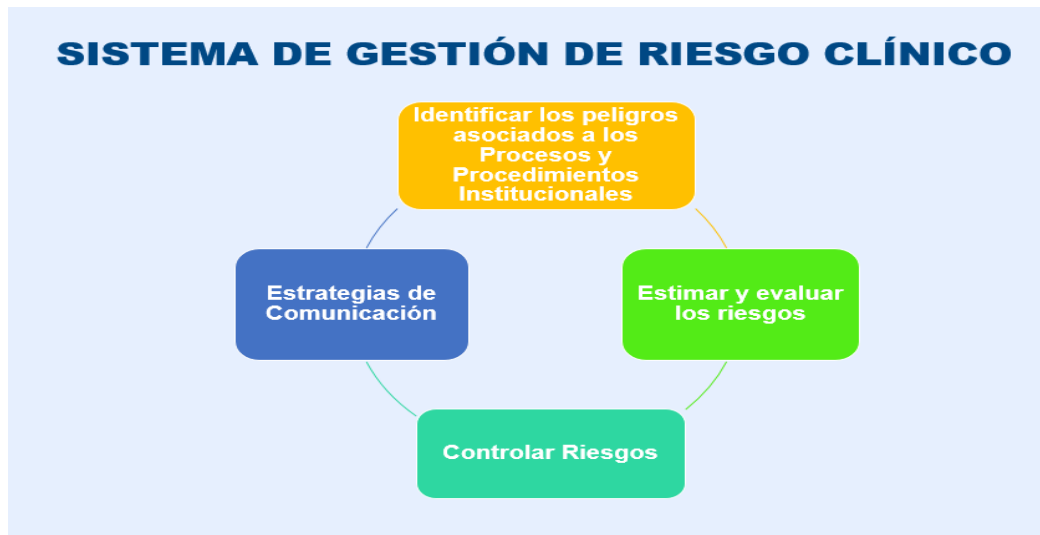 SISTEMA DE GESTIÓN DE RIESGO CLÍNICO
Identificar los peligros
asociados a los
Procesos y
Procedimientos
Institucionales
Estrategias de
Comunicación
Estimar y evaluar
los riesgos
Controlar Riesgos